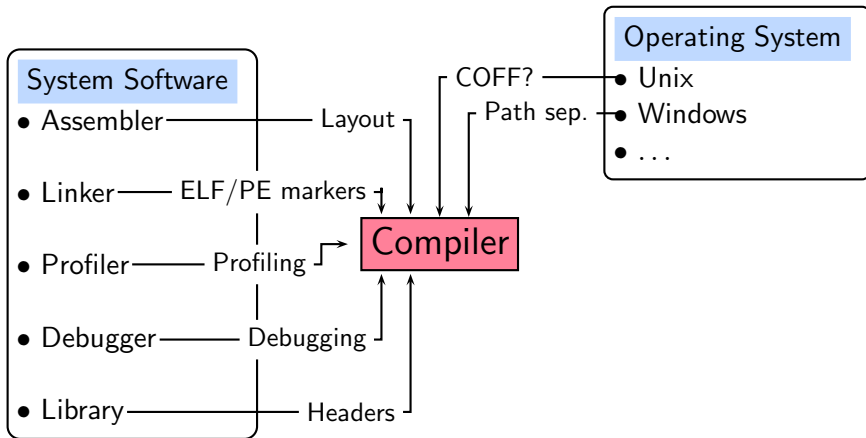 System Software
• Assembler
Layout
• Linker
ELF/PE markers
• Profiler
Profiling
• Debugger
Debugging
• Library
Headers
Compiler
Operating System
COFF?
• Unix
Path sep.
• Windows
• . . .